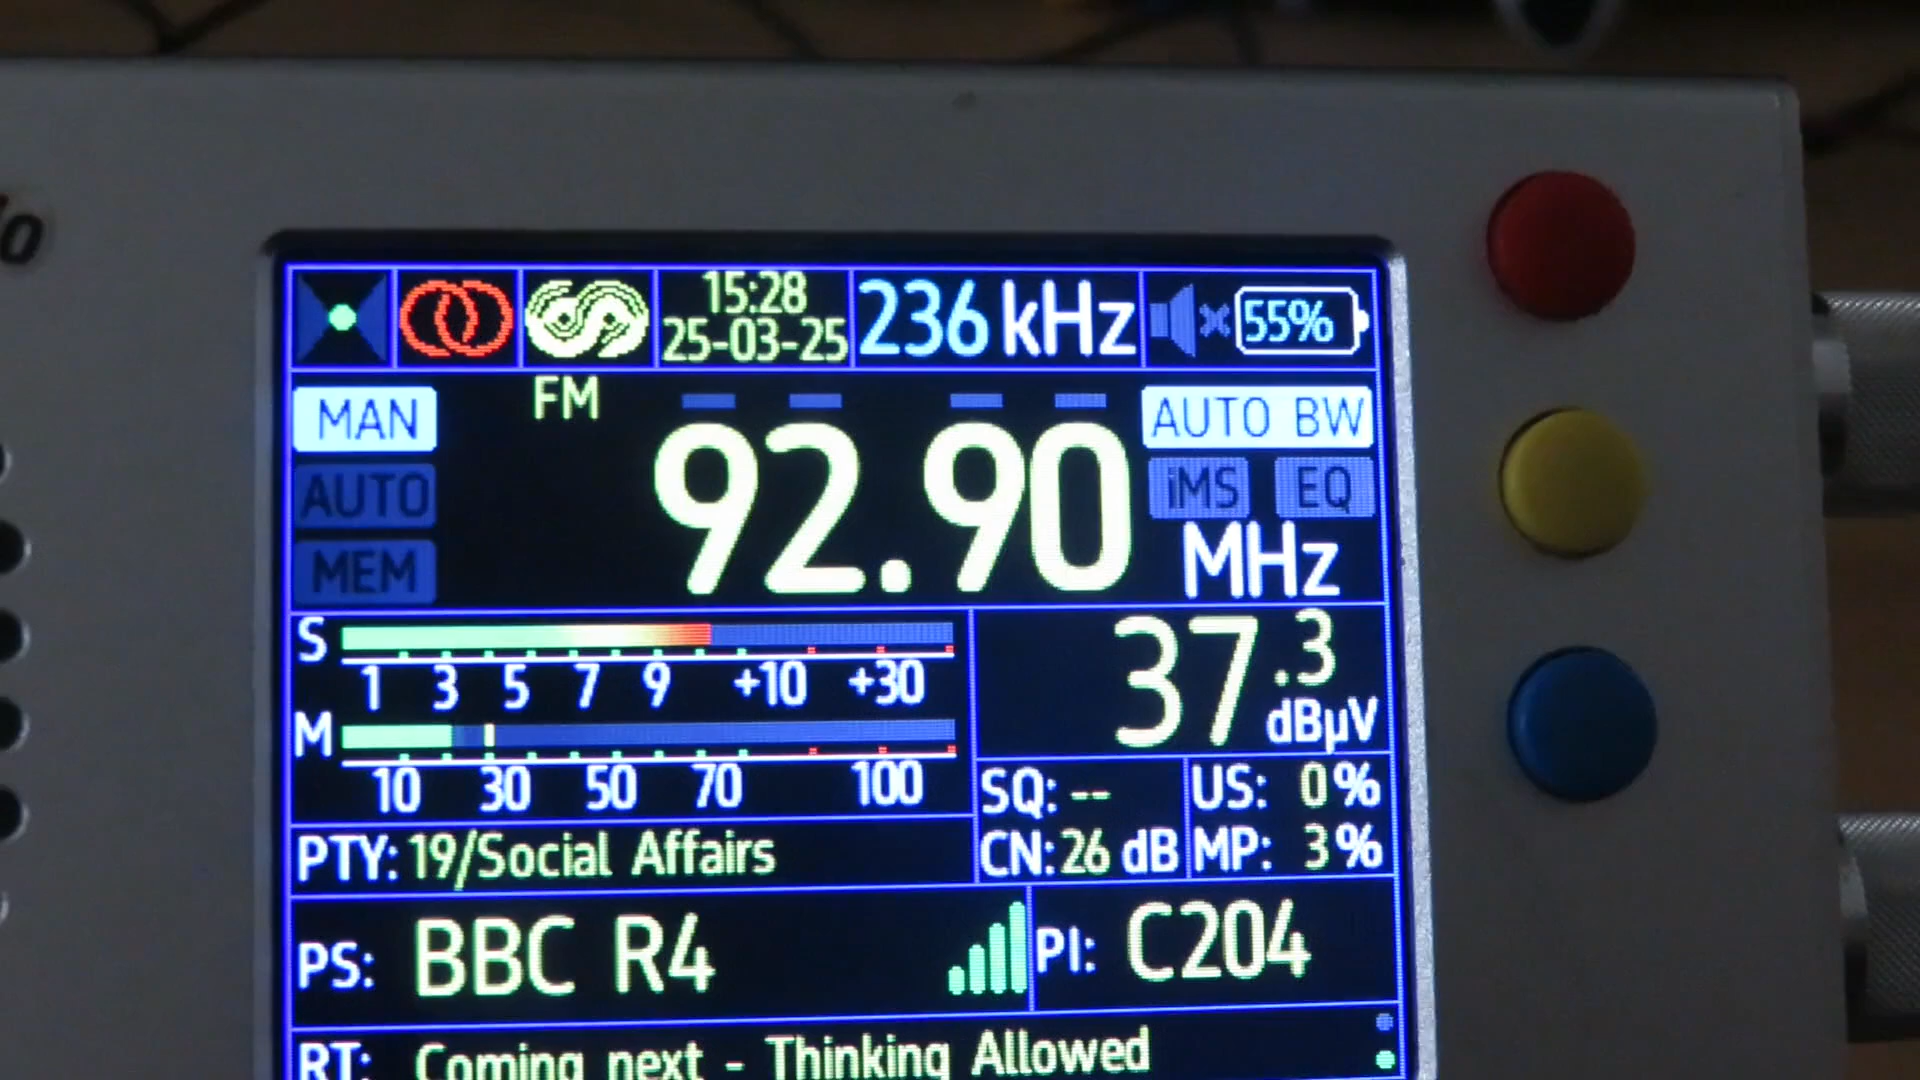 io
15:28
25-03-25
236 kHz
55%
MAN
FM
AUTO BW
AUTO
92.90
iMS
EQ
MEM
MHz
S
1 3 5 7 9 +10 +30
37.3
dBµV
M
10 30 50 70 100
SQ: --
US: 0%
CN: 26 dB
MP: 3%
PTY: 19/Social Affairs
PS: BBC R4
PI: C204
RT: Coming next - Thinking Allowed